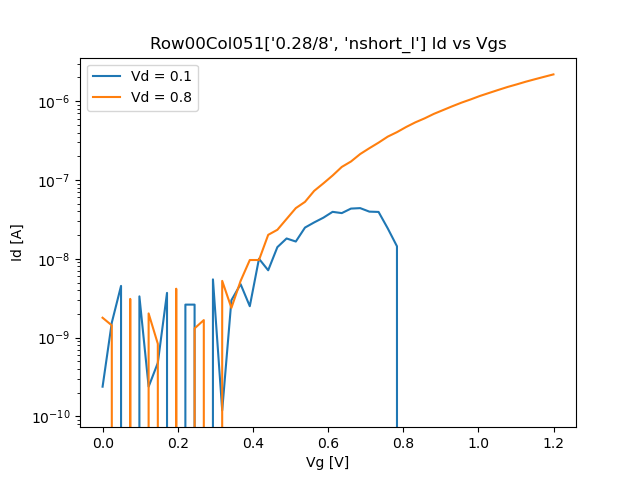 Row00Col051['0.28/8', 'nshort_l'] Id vs Vgs
Vd = 0.1
Vd = 0.8
10⁻⁶
10⁻⁷
10⁻⁸
10⁻⁹
10⁻¹⁰
Id [A]
0.0 0.2 0.4 0.6 0.8 1.0 1.2
Vg [V]